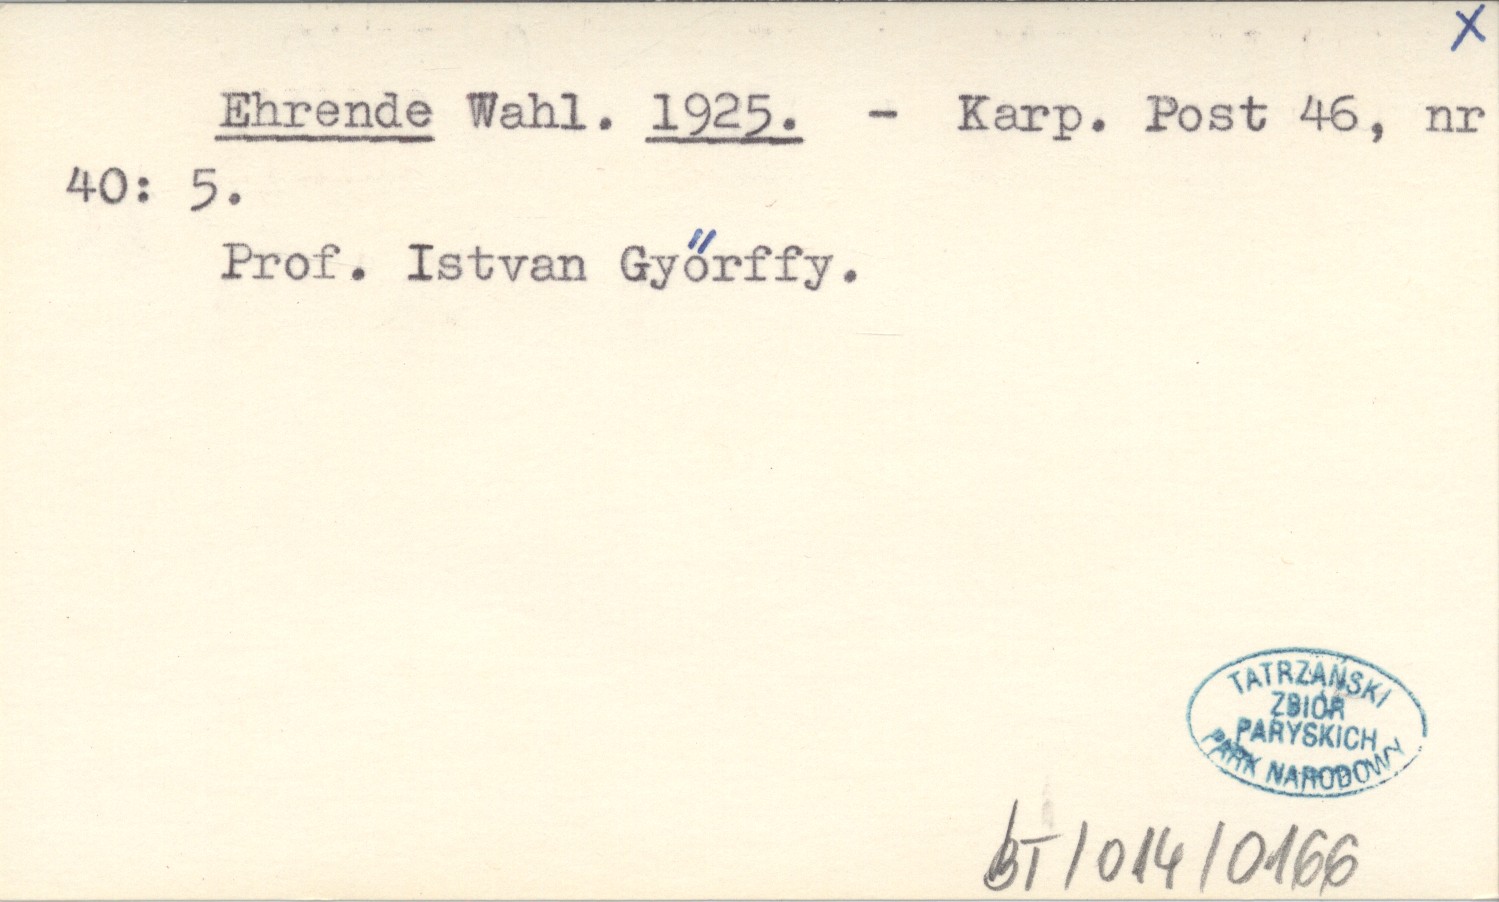 X
Ehrende Wahl. 1925. - Karp. Post 46, nr
40: 5.
Prof. Istvan Győrffy.
TATRZAŃSKI
ZBIÓR
PARYSKICH
PARK NARODOWY
BT/014/0166